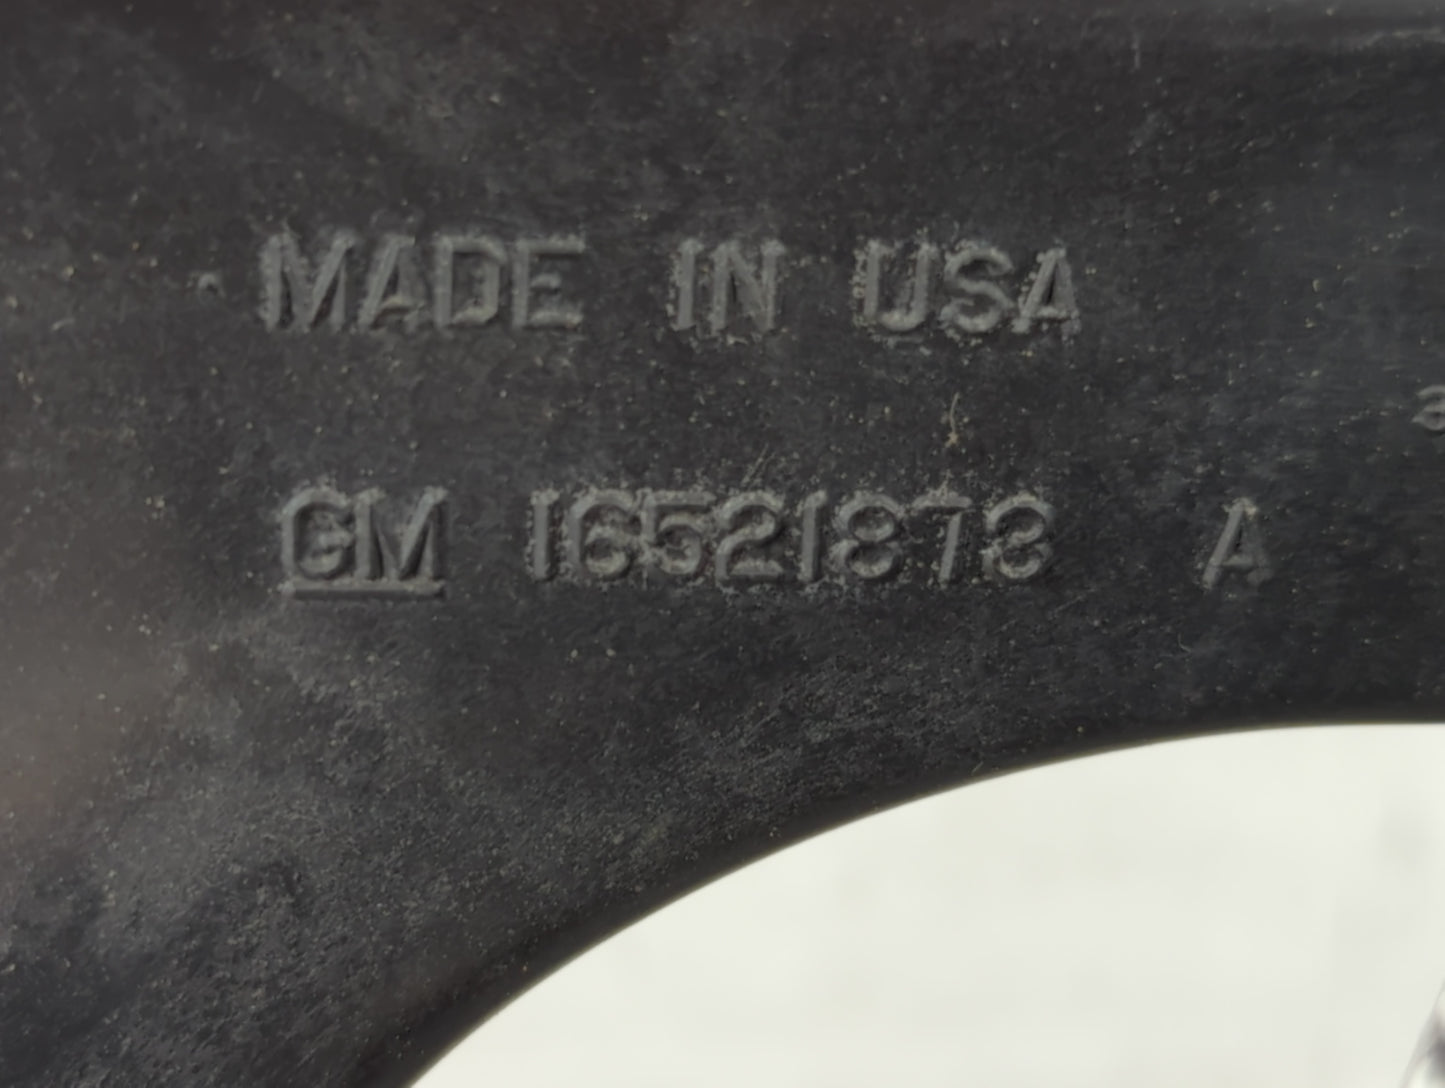 MADE IN USA
GM 16521873 A